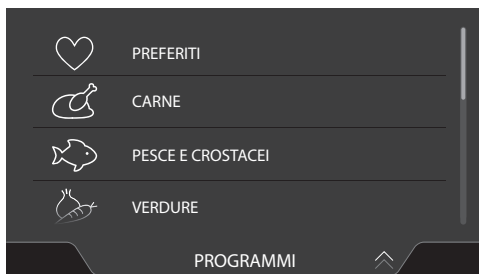 PREFERITI
CARNE
PESCE E CROSTACEI
VERDURE
PROGRAMMI